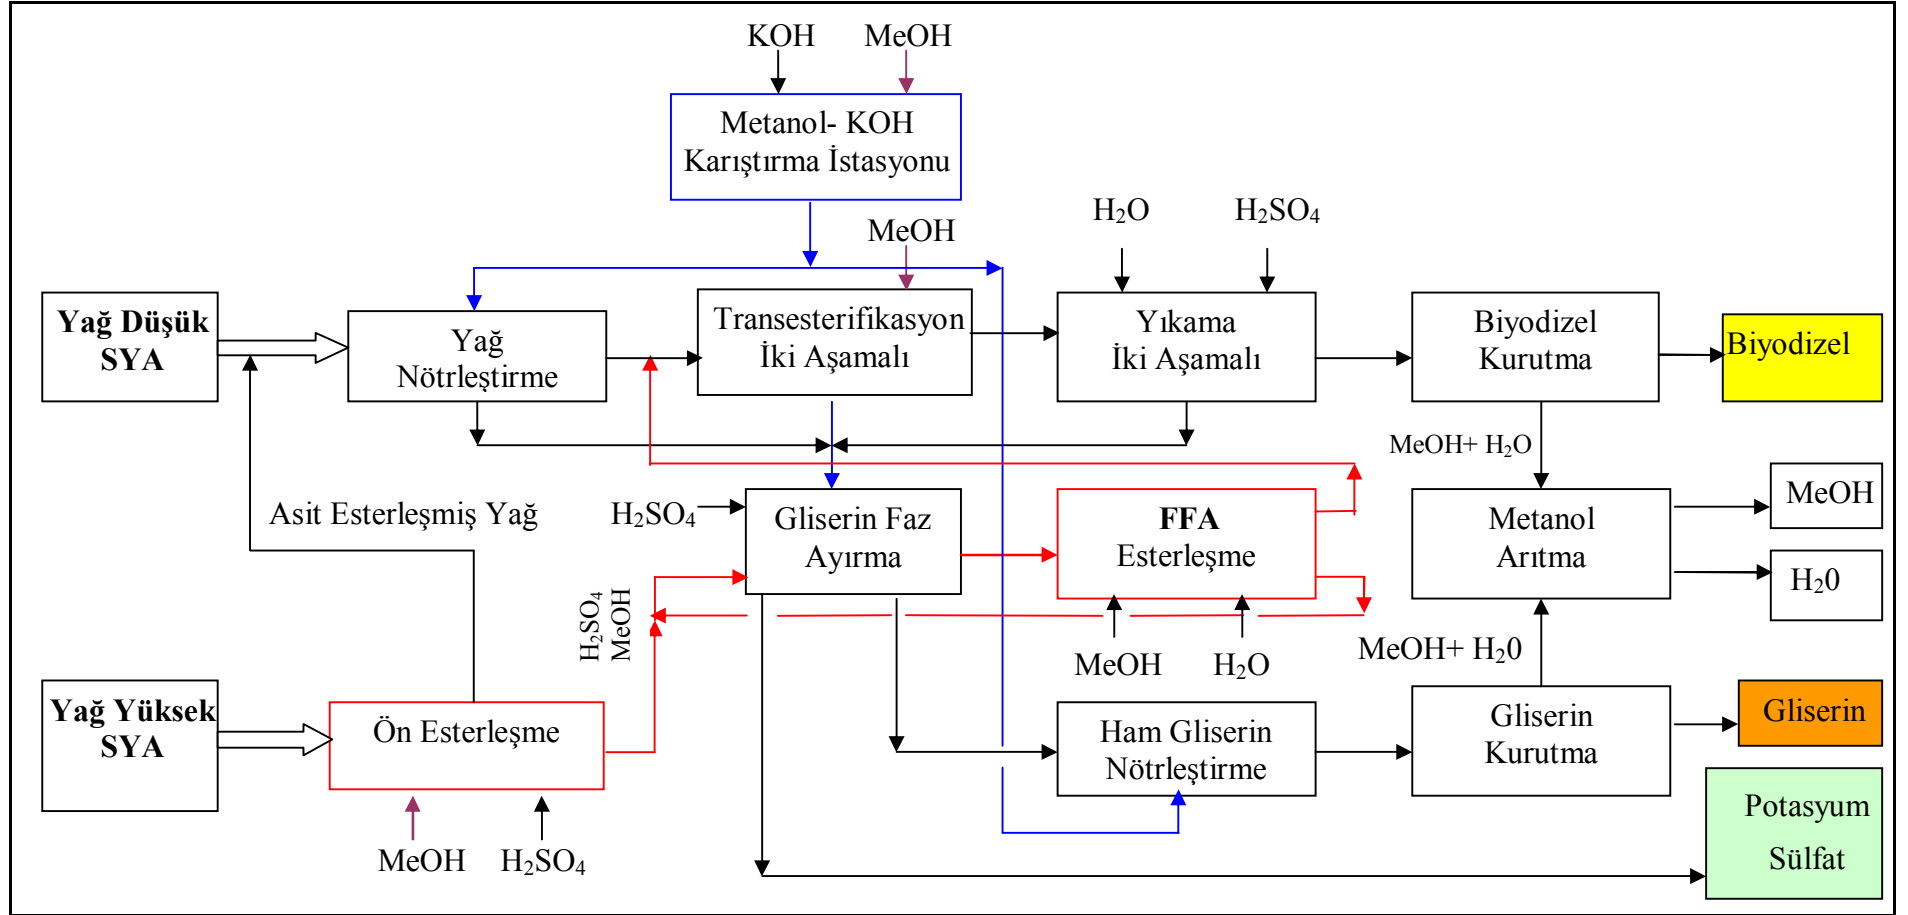 KOH
MeOH
Metanol- KOH
Karıştırma İstasyonu
MeOH
H₂O
H₂SO₄
Yağ Düşük
SYA
Yağ
Nötrleştirme
Transesterifikasyon
İki Aşamalı
Yıkama
İki Aşamalı
Biyodizel
Kurutma
Biyodizel
MeOH+ H₂O
Asit Esterleşmiş Yağ
H₂SO₄
Gliserin Faz
Ayırma
FFA
Esterleşme
Metanol
Arıtma
MeOH
H₂0
H₂SO₄
MeOH
MeOH
H₂O
MeOH+ H₂0
Yağ Yüksek
SYA
Ön Esterleşme
Ham Gliserin
Nötrleştirme
Gliserin
Kurutma
Gliserin
MeOH
H₂SO₄
Potasyum
Sülfat